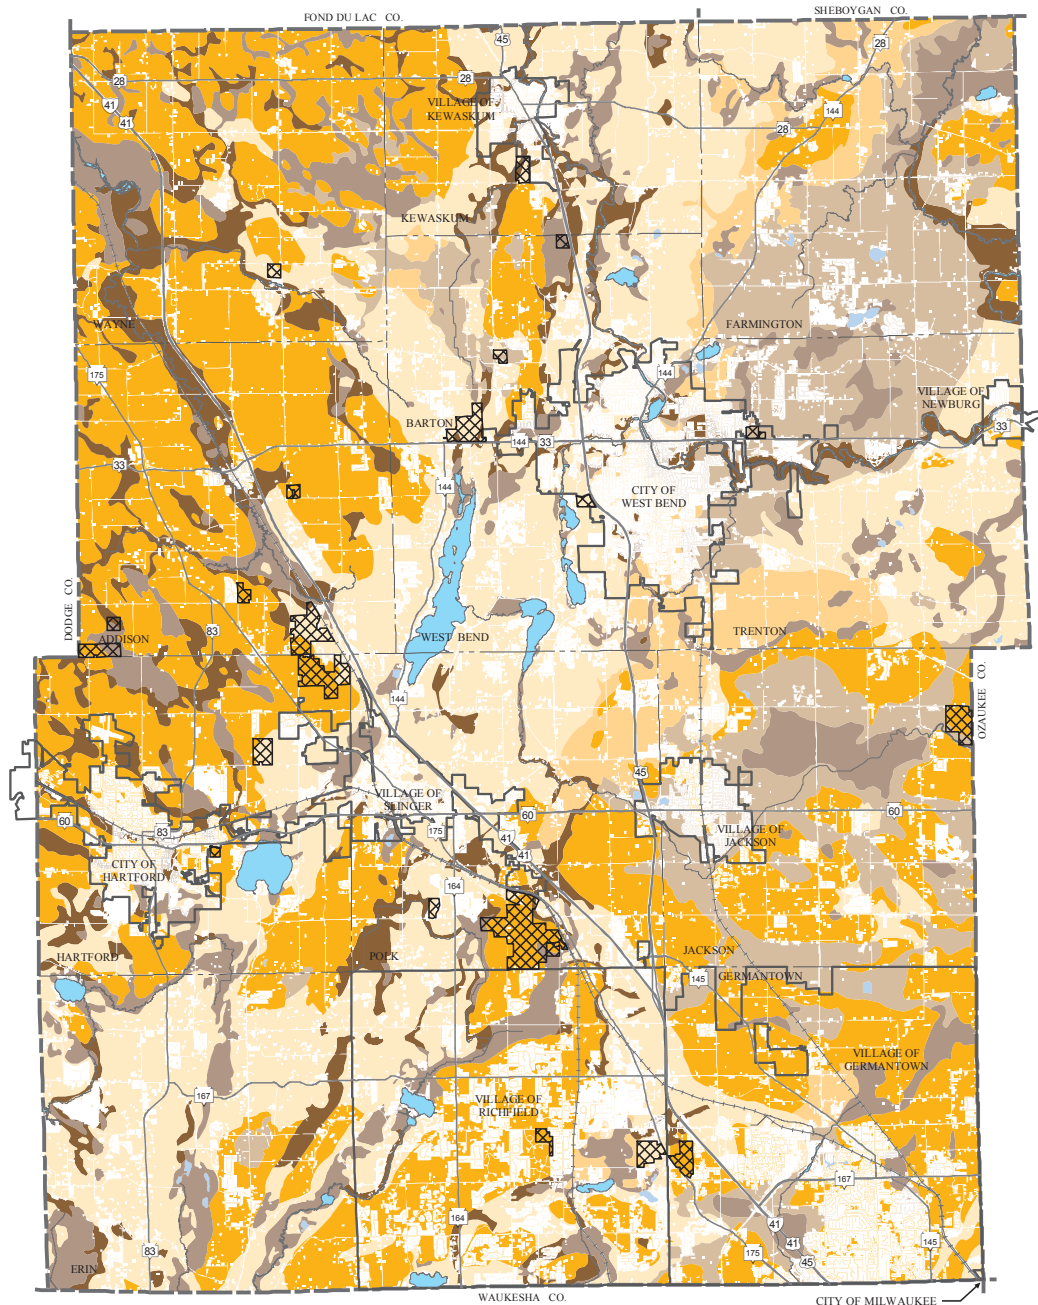 FOND DU LAC CO.
SHEBOYGAN CO.
45
28
28
28
41
VILLAGE OF
KEWASKUM
144
41
28
KEWASKUM
WAYNE
FARMINGTON
175
144
VILLAGE OF
NEWBURG
BARTON
33
144
33
33
144
CITY OF
WEST BEND
DODGE CO.
ADDISON
83
WEST BEND
TRENTON
OZAUKEE CO.
144
45
VILLAGE OF
SLINGER
60
60
60
83
175
41
VILLAGE OF
JACKSON
41
CITY OF
HARTFORD
164
HARTFORD
POLK
JACKSON
GERMANTOWN
145
VILLAGE OF
GERMANTOWN
167
VILLAGE OF
RICHFIELD
167
164
41
83
175
41
45
145
ERIN
WAUKESHA CO.
CITY OF MILWAUKEE